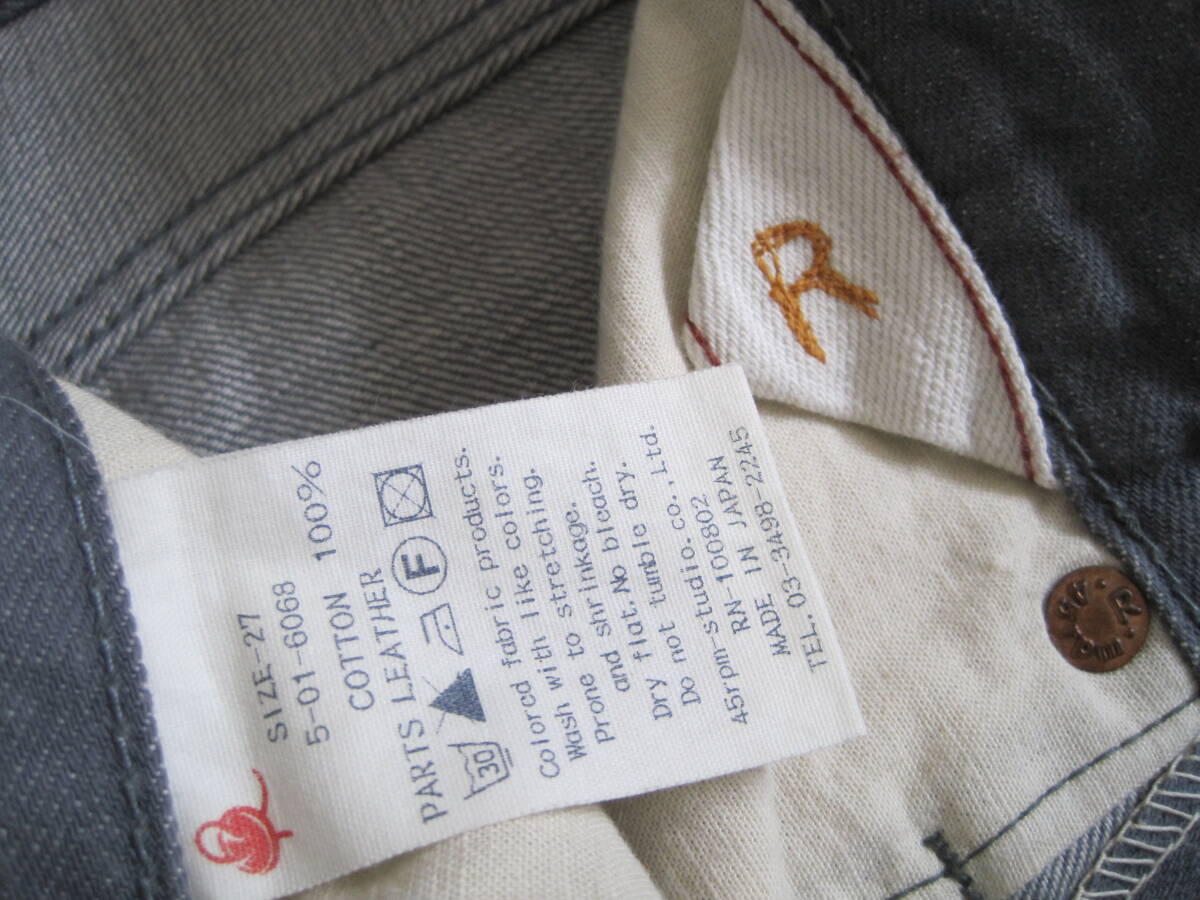 SIZE-27
5-01-6068
COTTON 100%
PARTS LEATHER
30 F
Colored fabric products.
Wash with like colors.
Prone to stretching.
and shrinkage.
Dry flat.No bleach.
Do not tumble dry.
45rpm-studio.co.,Ltd.
RN-100802
MADE IN JAPAN
TEL.03-3498-2245
R
R